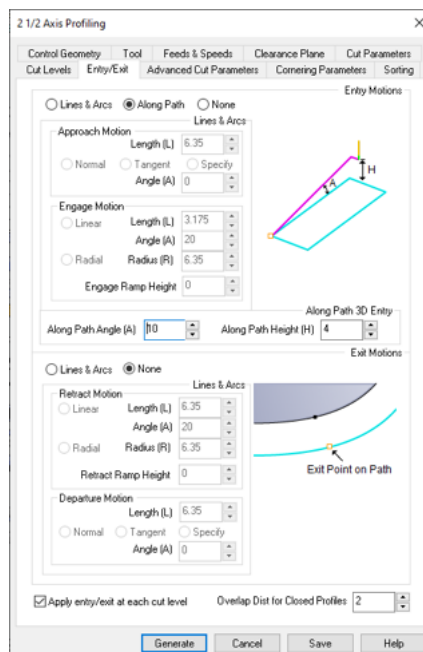 2 1/2 Axis Profiling
Control Geometry Tool Feeds & Speeds Clearance Plane Cut Parameters
Cut Levels Entry/Exit Advanced Cut Parameters Cornering Parameters Sorting
Entry Motions
Lines & Arcs Along Path None
Lines & Arcs
Approach Motion
Length (L) 6.35
Normal Tangent Specify
Angle (A) 0
Engage Motion
Linear Length (L) 3.175
Angle (A) 20
Radial Radius (R) 6.35
Engage Ramp Height 0
A
H
Along Path 3D Entry
Along Path Angle (A) 10 Along Path Height (H) 4
Exit Motions
Lines & Arcs None
Lines & Arcs
Retract Motion
Linear Length (L) 6.35
Angle (A) 20
Radial Radius (R) 6.35
Retract Ramp Height 0
Departure Motion
Length (L) 6.35
Normal Tangent Specify
Angle (A) 0
Exit Point on Path
Apply entry/exit at each cut level Overlap Dist for Closed Profiles 2
Generate Cancel Save Help